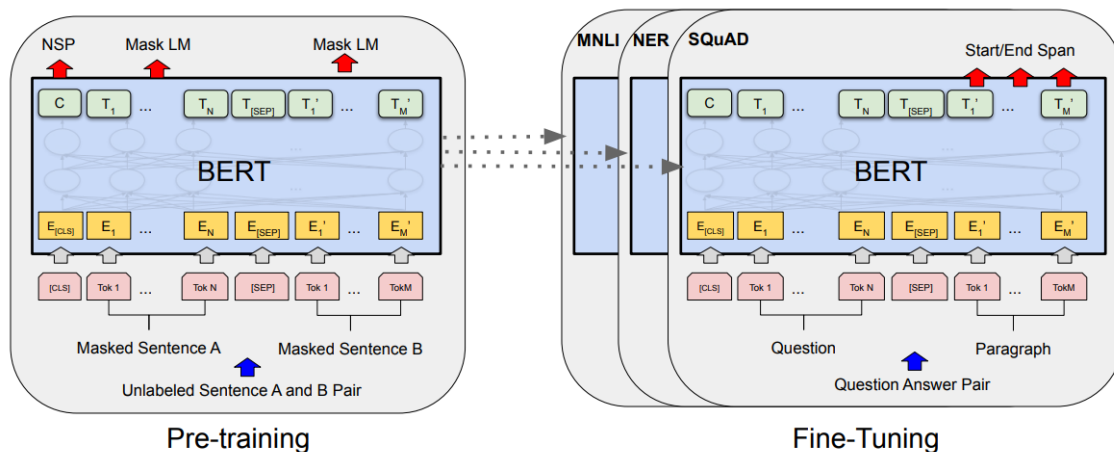 NSP Mask LM Mask LM
C T1 ... TN T[SEP] T1' ... TM'
BERT
E[CLS] E1 ... EN E[SEP] E1' ... EM'
[CLS] Tok 1 ... Tok N [SEP] Tok 1 ... TokM
Masked Sentence A Masked Sentence B
Unlabeled Sentence A and B Pair
Pre-training
MNLI NER SQuAD
Start/End Span
C T1 ... TN T[SEP] T1' ... TM'
BERT
E[CLS] E1 ... EN E[SEP] E1' ... EM'
[CLS] Tok 1 ... Tok N [SEP] Tok 1 ... TokM
Question Paragraph
Question Answer Pair
Fine-Tuning